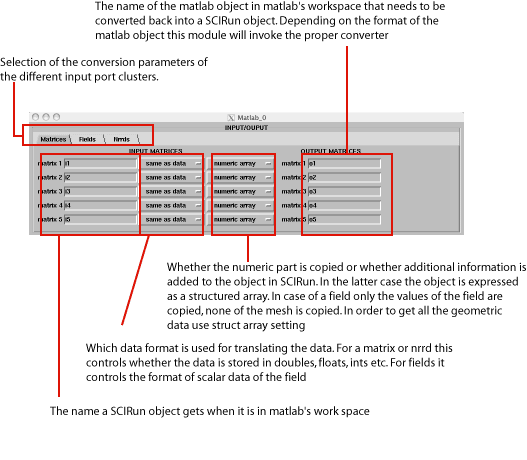 The name of the matlab object in matlab's workspace that needs to be
converted back into a SCIRun object. Depending on the format of the
matlab object this module will invoke the proper converter
Selection of the conversion parameters of
the different input port clusters.
Matlab_0
INPUT/OUPUT
Matrices Fields Nrrds
INPUT MATRICES OUTPUT MATRICES
matrix 1 i1 same as data numeric array matrix 1 o1
matrix 2 i2 same as data numeric array matrix 2 o2
matrix 3 i3 same as data numeric array matrix 3 o3
matrix 4 i4 same as data numeric array matrix 4 o4
matrix 5 i5 same as data numeric array matrix 5 o5
Whether the numeric part is copied or whether additional information is
added to the object in SCIRun. In the latter case the object is expressed
as a structured array. In case of a field only the values of the field are
copied, none of the mesh is copied. In order to get all the geometric
data use struct array setting
Which data format is used for translating the data. For a matrix or nrrd this
controls whether the data is stored in doubles, floats, ints etc. For fields it
controls the format of scalar data of the field
The name a SCIRun object gets when it is in matlab's work space